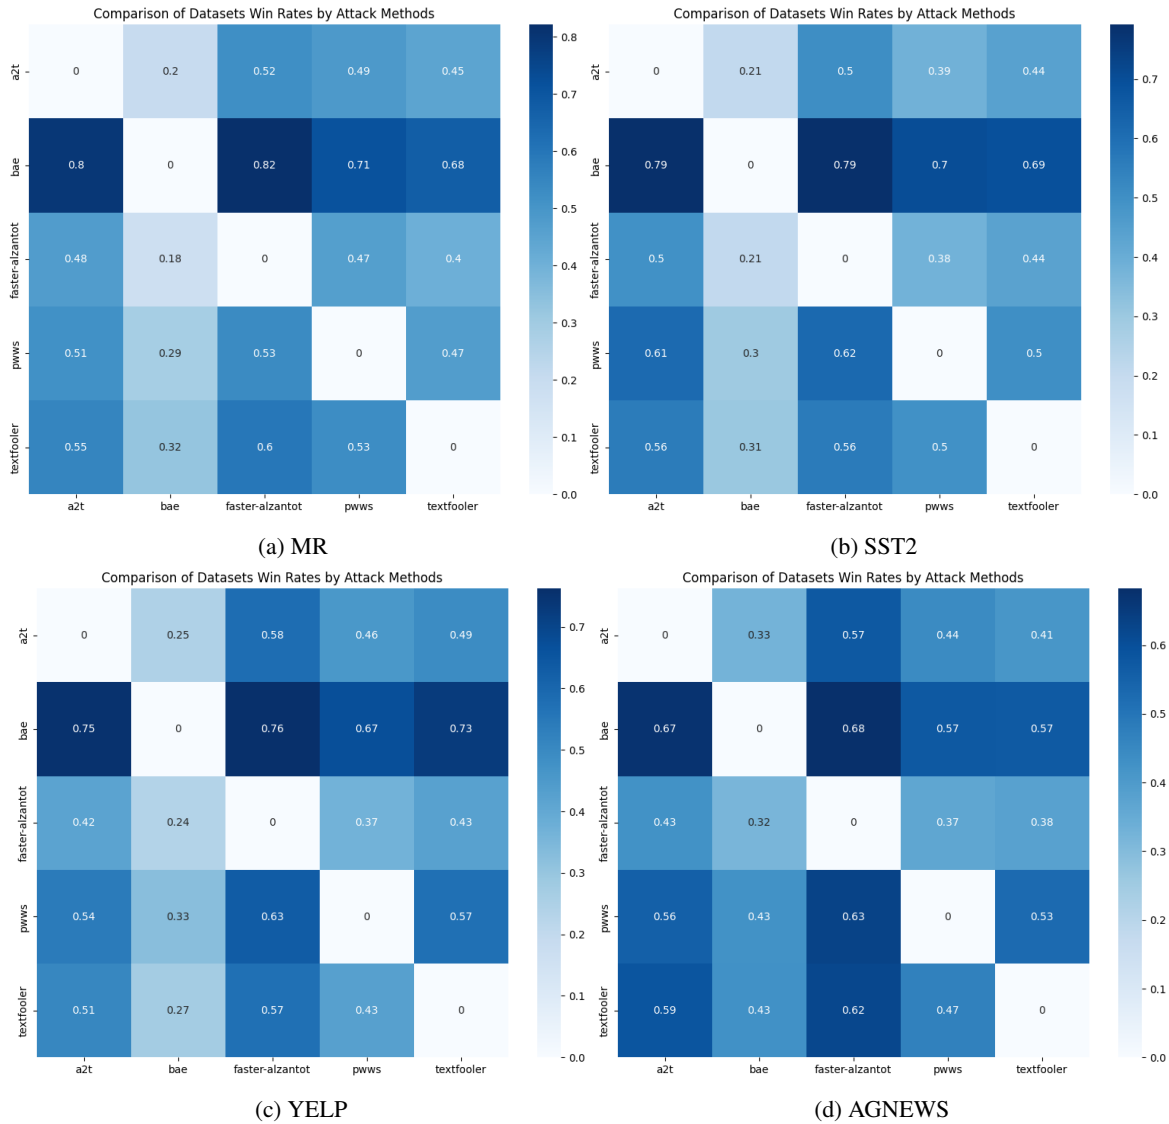 Comparison of Datasets Win Rates by Attack Methods
a2t 0 0.2 0.52 0.49 0.45
bae 0.8 0 0.82 0.71 0.68
faster-alzantot 0.48 0.18 0 0.47 0.4
pwws 0.51 0.29 0.53 0 0.47
textfooler 0.55 0.32 0.6 0.53 0
a2t bae faster-alzantot pwws textfooler
0.8
0.7
0.6
0.5
0.4
0.3
0.2
0.1
0.0
(a) MR
Comparison of Datasets Win Rates by Attack Methods
a2t 0 0.21 0.5 0.39 0.44
bae 0.79 0 0.79 0.7 0.69
faster-alzantot 0.5 0.21 0 0.38 0.44
pwws 0.61 0.3 0.62 0 0.5
textfooler 0.56 0.31 0.56 0.5 0
a2t bae faster-alzantot pwws textfooler
0.7
0.6
0.5
0.4
0.3
0.2
0.1
0.0
(b) SST2
Comparison of Datasets Win Rates by Attack Methods
a2t 0 0.25 0.58 0.46 0.49
bae 0.75 0 0.76 0.67 0.73
faster-alzantot 0.42 0.24 0 0.37 0.43
pwws 0.54 0.33 0.63 0 0.57
textfooler 0.51 0.27 0.57 0.43 0
a2t bae faster-alzantot pwws textfooler
0.7
0.6
0.5
0.4
0.3
0.2
0.1
0.0
(c) YELP
Comparison of Datasets Win Rates by Attack Methods
a2t 0 0.33 0.57 0.44 0.41
bae 0.67 0 0.68 0.57 0.57
faster-alzantot 0.43 0.32 0 0.37 0.38
pwws 0.56 0.43 0.63 0 0.53
textfooler 0.59 0.43 0.62 0.47 0
a2t bae faster-alzantot pwws textfooler
0.6
0.5
0.4
0.3
0.2
0.1
0.0
(d) AGNEWS